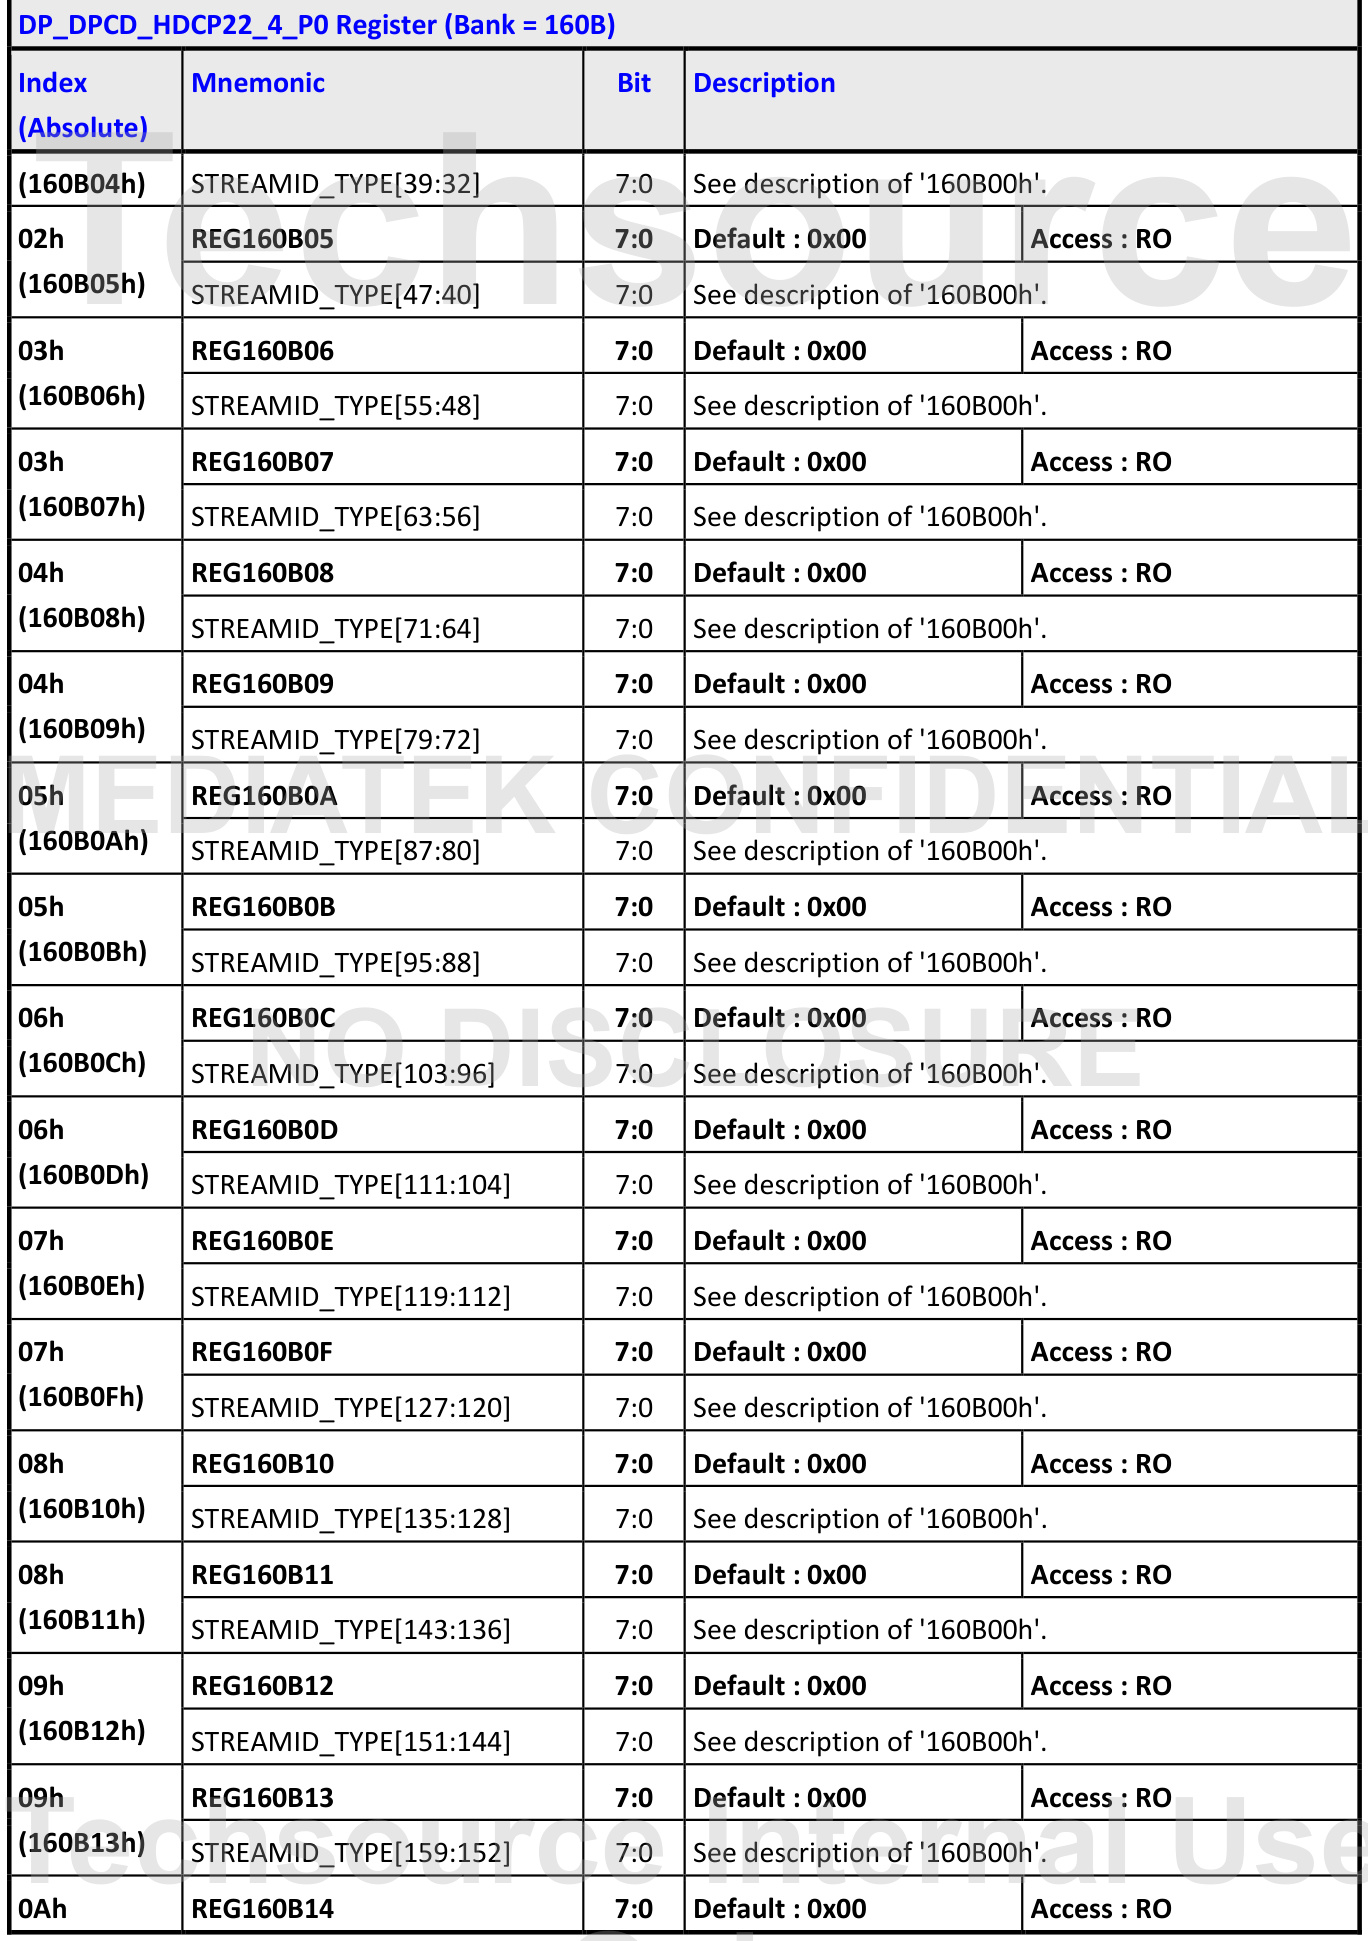 DP_DPCD_HDCP22_4_P0 Register (Bank = 160B)
Index (Absolute) Mnemonic Bit Description
(160B04h) STREAMID_TYPE[39:32] 7:0 See description of '160B00h'.
02h REG160B05 7:0 Default : 0x00 Access : RO
(160B05h) STREAMID_TYPE[47:40] 7:0 See description of '160B00h'.
03h REG160B06 7:0 Default : 0x00 Access : RO
(160B06h) STREAMID_TYPE[55:48] 7:0 See description of '160B00h'.
03h REG160B07 7:0 Default : 0x00 Access : RO
(160B07h) STREAMID_TYPE[63:56] 7:0 See description of '160B00h'.
04h REG160B08 7:0 Default : 0x00 Access : RO
(160B08h) STREAMID_TYPE[71:64] 7:0 See description of '160B00h'.
04h REG160B09 7:0 Default : 0x00 Access : RO
(160B09h) STREAMID_TYPE[79:72] 7:0 See description of '160B00h'.
05h REG160B0A 7:0 Default : 0x00 Access : RO
(160B0Ah) STREAMID_TYPE[87:80] 7:0 See description of '160B00h'.
05h REG160B0B 7:0 Default : 0x00 Access : RO
(160B0Bh) STREAMID_TYPE[95:88] 7:0 See description of '160B00h'.
06h REG160B0C 7:0 Default : 0x00 Access : RO
(160B0Ch) STREAMID_TYPE[103:96] 7:0 See description of '160B00h'.
06h REG160B0D 7:0 Default : 0x00 Access : RO
(160B0Dh) STREAMID_TYPE[111:104] 7:0 See description of '160B00h'.
07h REG160B0E 7:0 Default : 0x00 Access : RO
(160B0Eh) STREAMID_TYPE[119:112] 7:0 See description of '160B00h'.
07h REG160B0F 7:0 Default : 0x00 Access : RO
(160B0Fh) STREAMID_TYPE[127:120] 7:0 See description of '160B00h'.
08h REG160B10 7:0 Default : 0x00 Access : RO
(160B10h) STREAMID_TYPE[135:128] 7:0 See description of '160B00h'.
08h REG160B11 7:0 Default : 0x00 Access : RO
(160B11h) STREAMID_TYPE[143:136] 7:0 See description of '160B00h'.
09h REG160B12 7:0 Default : 0x00 Access : RO
(160B12h) STREAMID_TYPE[151:144] 7:0 See description of '160B00h'.
09h REG160B13 7:0 Default : 0x00 Access : RO
(160B13h) STREAMID_TYPE[159:152] 7:0 See description of '160B00h'.
0Ah REG160B14 7:0 Default : 0x00 Access : RO
Techsource
MEDIATEK CONFIDENTIAL
NO DISCLOSURE
Techsource Internal Use